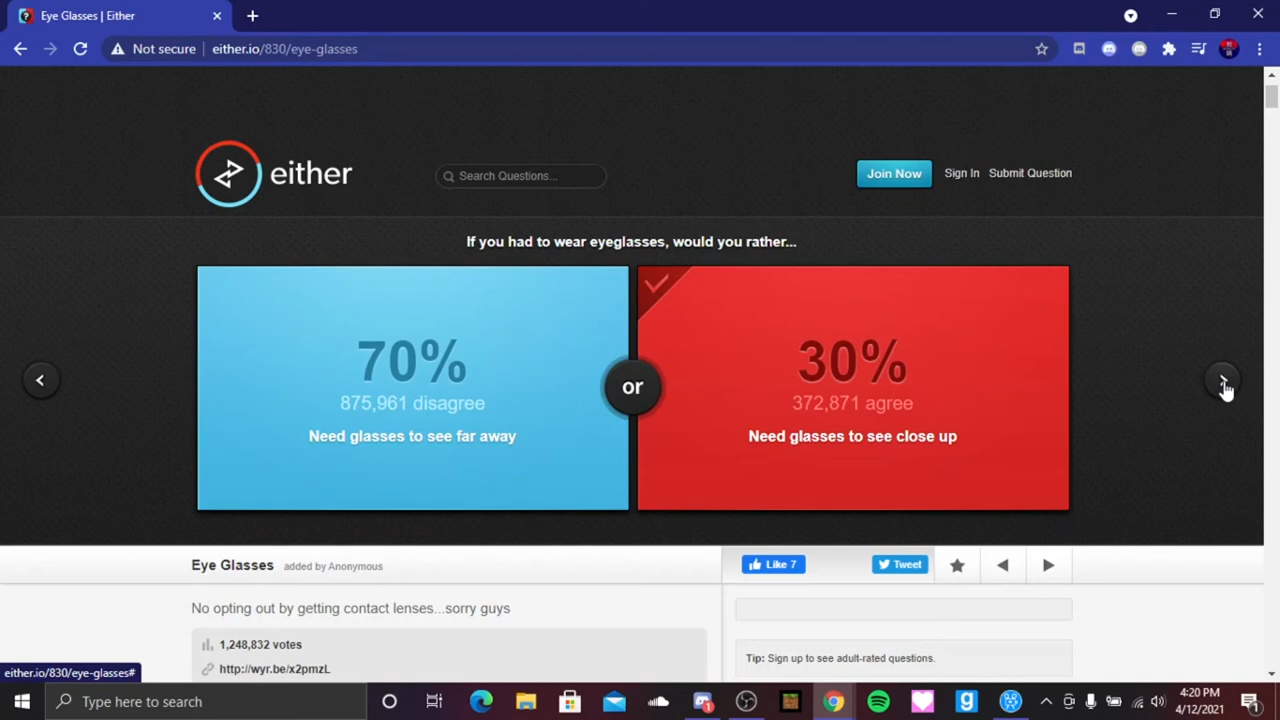 Eye Glasses | Either
Not secure
either.io/830/eye-glasses
either
Search Questions...
Join Now
Sign In
Submit Question
If you had to wear eyeglasses, would you rather...
70%
875,961 disagree
Need glasses to see far away
or
30%
372,871 agree
Need glasses to see close up
Eye Glasses added by Anonymous
Like 7
Tweet
No opting out by getting contact lenses...sorry guys
1,248,832 votes
http://wyr.be/x2pmzL
Tip: Sign up to see adult-rated questions.
either.io/830/eye-glasses#
Type here to search
4:20 PM
4/12/2021